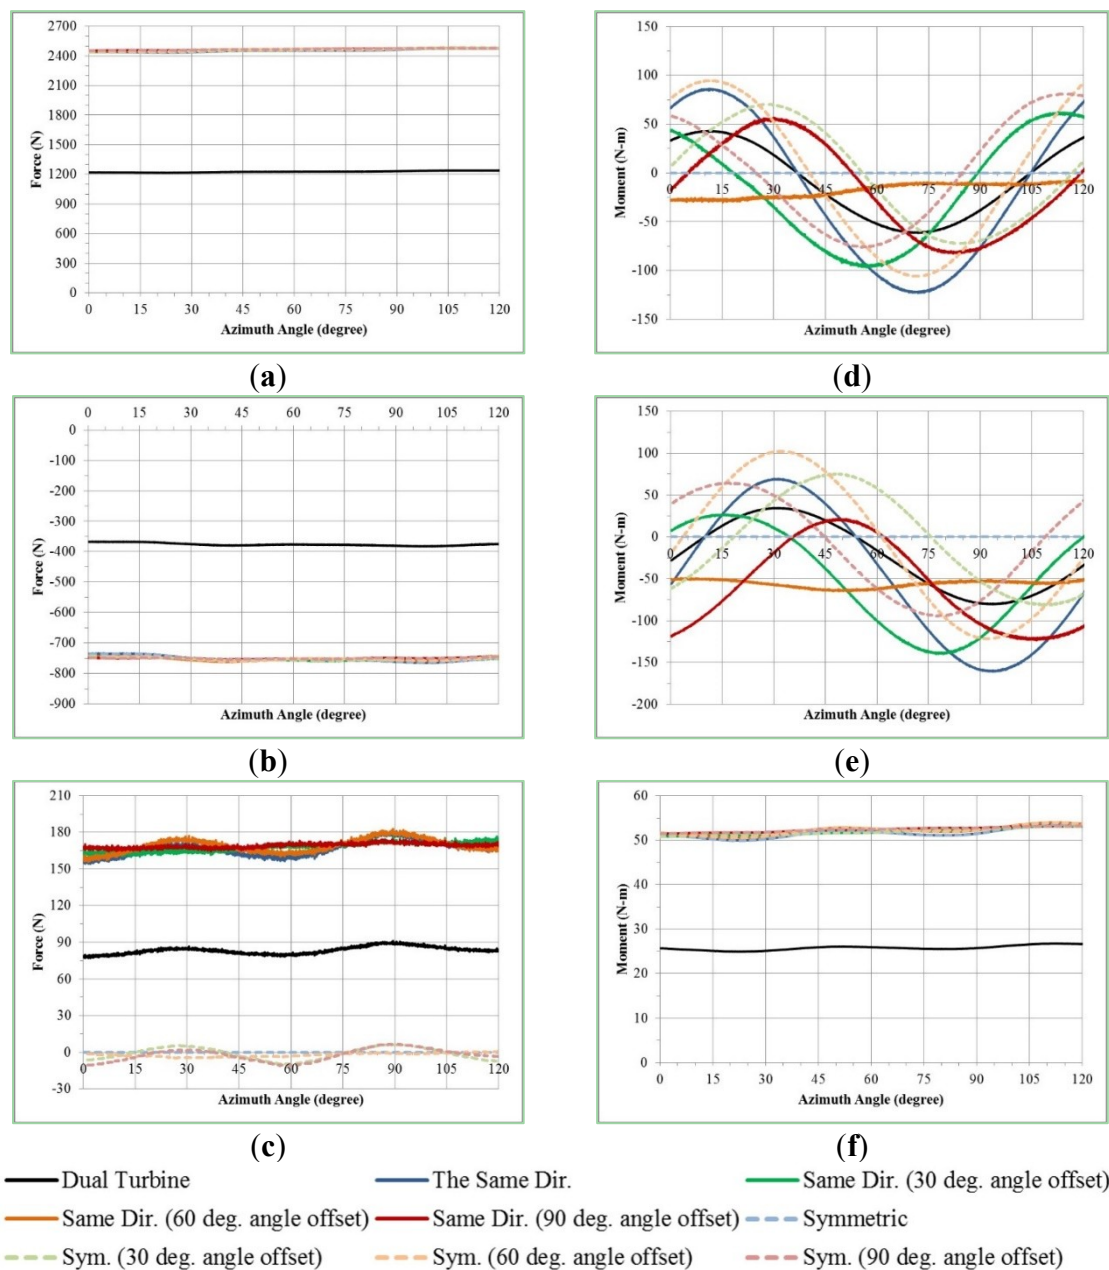 2700
2400
2100
1800
1500
1200
900
600
300
0
Force (N)
0 15 30 45 60 75 90 105 120
Azimuth Angle (degree)
(a)
150
100
50
0
-50
-100
-150
Moment (N-m)
0 15 30 45 60 75 90 105 120
Azimuth Angle (degree)
(d)
0 15 30 45 60 75 90 105 120
0
-100
-200
-300
-400
-500
-600
-700
-800
-900
Force (N)
Azimuth Angle (degree)
(b)
150
100
50
0
-50
-100
-150
-200
Moment (N-m)
0 15 30 45 60 75 90 105 120
Azimuth Angle (degree)
(e)
210
180
150
120
90
60
30
0
-30
Force (N)
0 15 30 45 60 75 90 105 120
Azimuth Angle (degree)
(c)
60
50
40
30
20
10
0
Moment (N-m)
0 15 30 45 60 75 90 105 120
Azimuth Angle (degree)
(f)
Dual Turbine The Same Dir. Same Dir. (30 deg. angle offset)
Same Dir. (60 deg. angle offset) Same Dir. (90 deg. angle offset) Symmetric
Sym. (30 deg. angle offset) Sym. (60 deg. angle offset) Sym. (90 deg. angle offset)